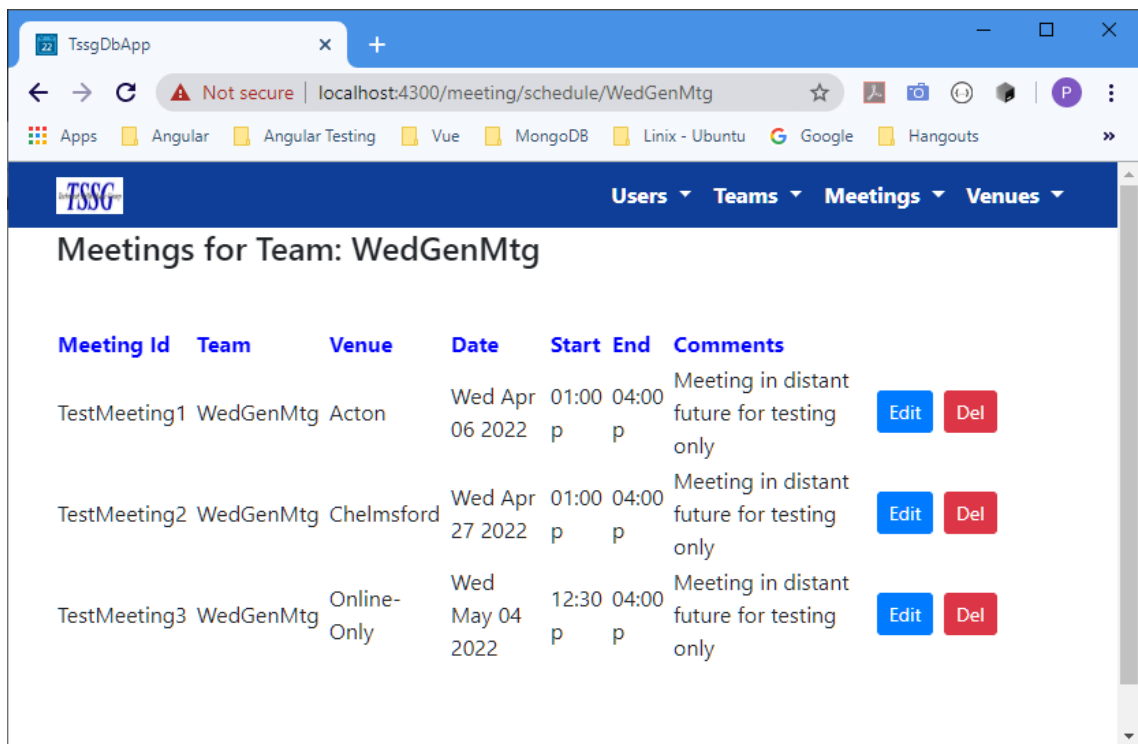 22 TssgDbApp
Not secure | localhost:4300/meeting/schedule/WedGenMtg P
Apps Angular Angular Testing Vue MongoDB Linix - Ubuntu Google Hangouts »
TSSG Users Teams Meetings Venues
Meetings for Team: WedGenMtg
Meeting Id Team Venue Date Start End Comments
TestMeeting1 WedGenMtg Acton Wed Apr 06 2022 01:00 p 04:00 p Meeting in distant future for testing only Edit Del
TestMeeting2 WedGenMtg Chelmsford Wed Apr 27 2022 01:00 p 04:00 p Meeting in distant future for testing only Edit Del
TestMeeting3 WedGenMtg Online-Only Wed May 04 2022 12:30 p 04:00 p Meeting in distant future for testing only Edit Del